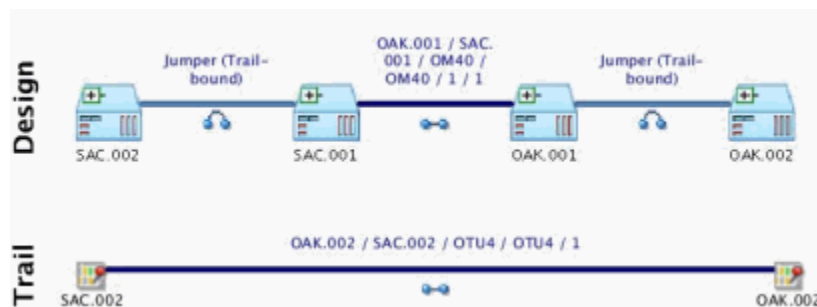 Design
Jumper (Trail-
bound)
OAK.001 / SAC.
001 / OM40 /
OM40 / 1 / 1
Jumper (Trail-
bound)
SAC.002
SAC.001
OAK.001
OAK.002
Trail
OAK.002 / SAC.002 / OTU4 / OTU4 / 1
SAC.002
OAK.002